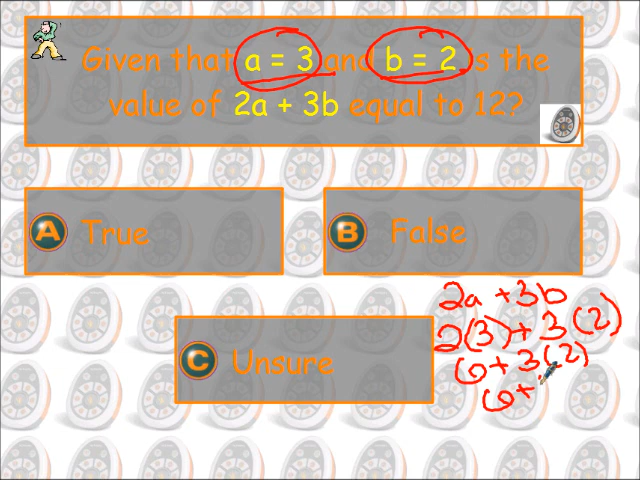 Given that a = 3 and b = 2 is the
value of 2a + 3b equal to 12?
A True
B False
C Unsure
2a + 3b
2(3) + 3(2)
6 + 3(2)
6 +